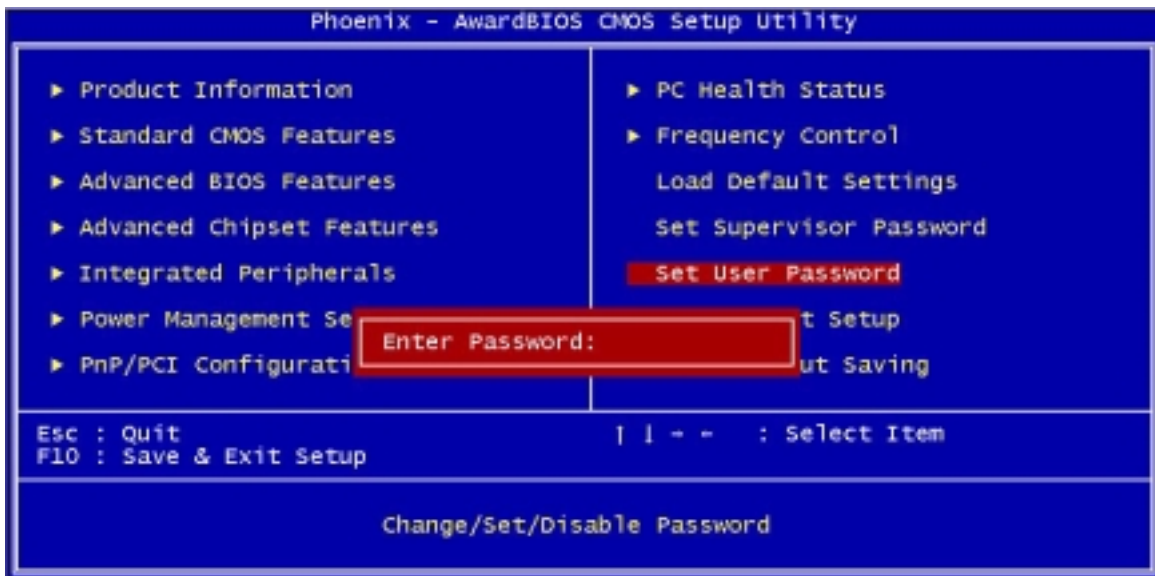 Phoenix - AwardBIOS CMOS Setup Utility
► Product Information
► Standard CMOS Features
► Advanced BIOS Features
► Advanced Chipset Features
► Integrated Peripherals
► Power Management Se
► PnP/PCI Configurati
► PC Health Status
► Frequency Control
Load Default Settings
Set Supervisor Password
Set User Password
t Setup
ut Saving
Enter Password:
Esc : Quit
F10 : Save & Exit Setup
↑ ↓ → ← : Select Item
Change/Set/Disable Password